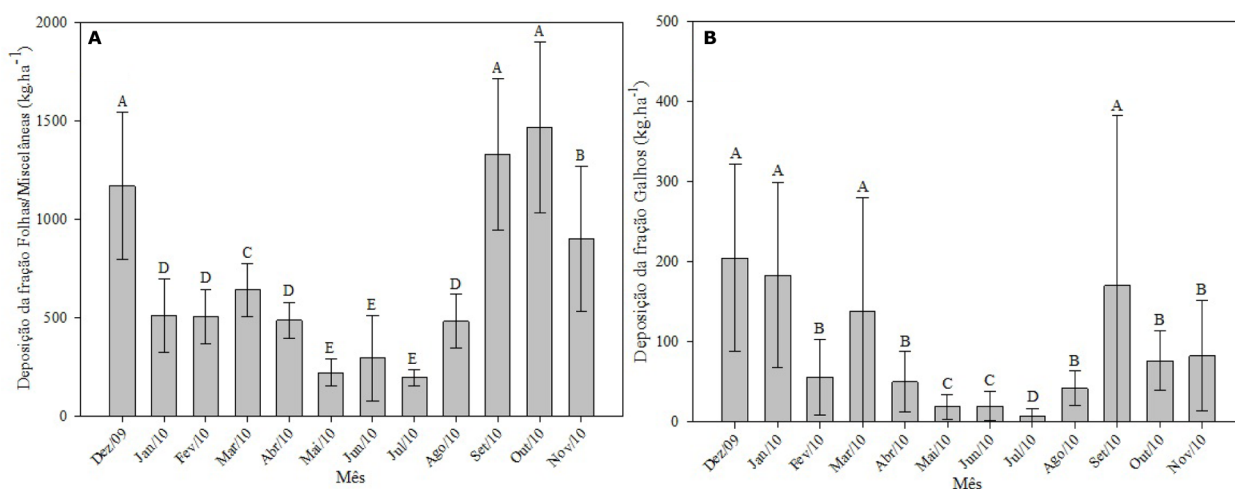 A
Deposição da fração Folhas/Miscelâneas (kg.ha-1)
2000
1500
1000
500
0
A
D
D
C
D
E
E
E
D
A
A
B
Dez/09
Jan/10
Fev/10
Mar/10
Abr/10
Mai/10
Jun/10
Jul/10
Ago/10
Set/10
Out/10
Nov/10
Mês
B
Deposição da fração Galhos (kg.ha-1)
500
400
300
200
100
0
A
A
B
A
B
C
C
D
B
A
B
B
Dez/09
Jan/10
Fev/10
Mar/10
Abr/10
Mai/10
Jun/10
Jul/10
Ago/10
Set/10
Out/10
Nov/10
Mês